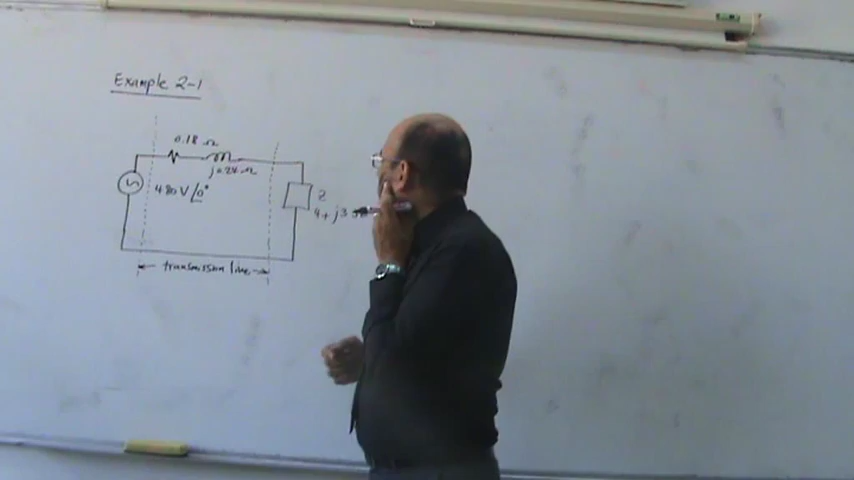 Example 2-1
0.18 Ω
j0.24 Ω
480 V ∠0°
Z
4 + j3
transmission line